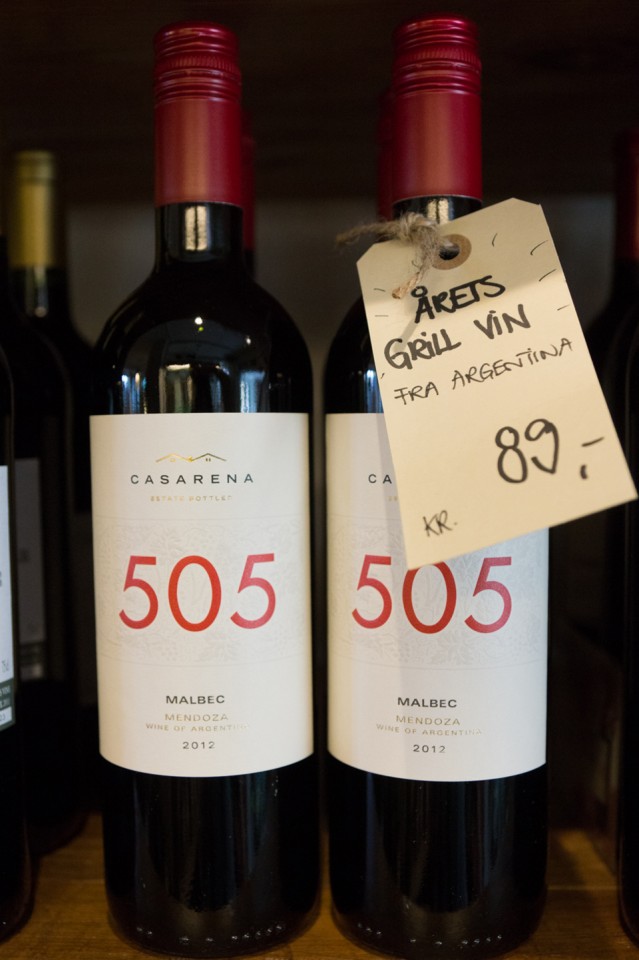 CASARENA
ESTATE BOTTLED
505
MALBEC
MENDOZA
WINE OF ARGENTINA
2012
ÅRETS
GRILL VIN
FRA ARGENTIINA
89,-
KR.
CA
505
MALBEC
MENDOZA
WINE OF ARGENTINA
2012